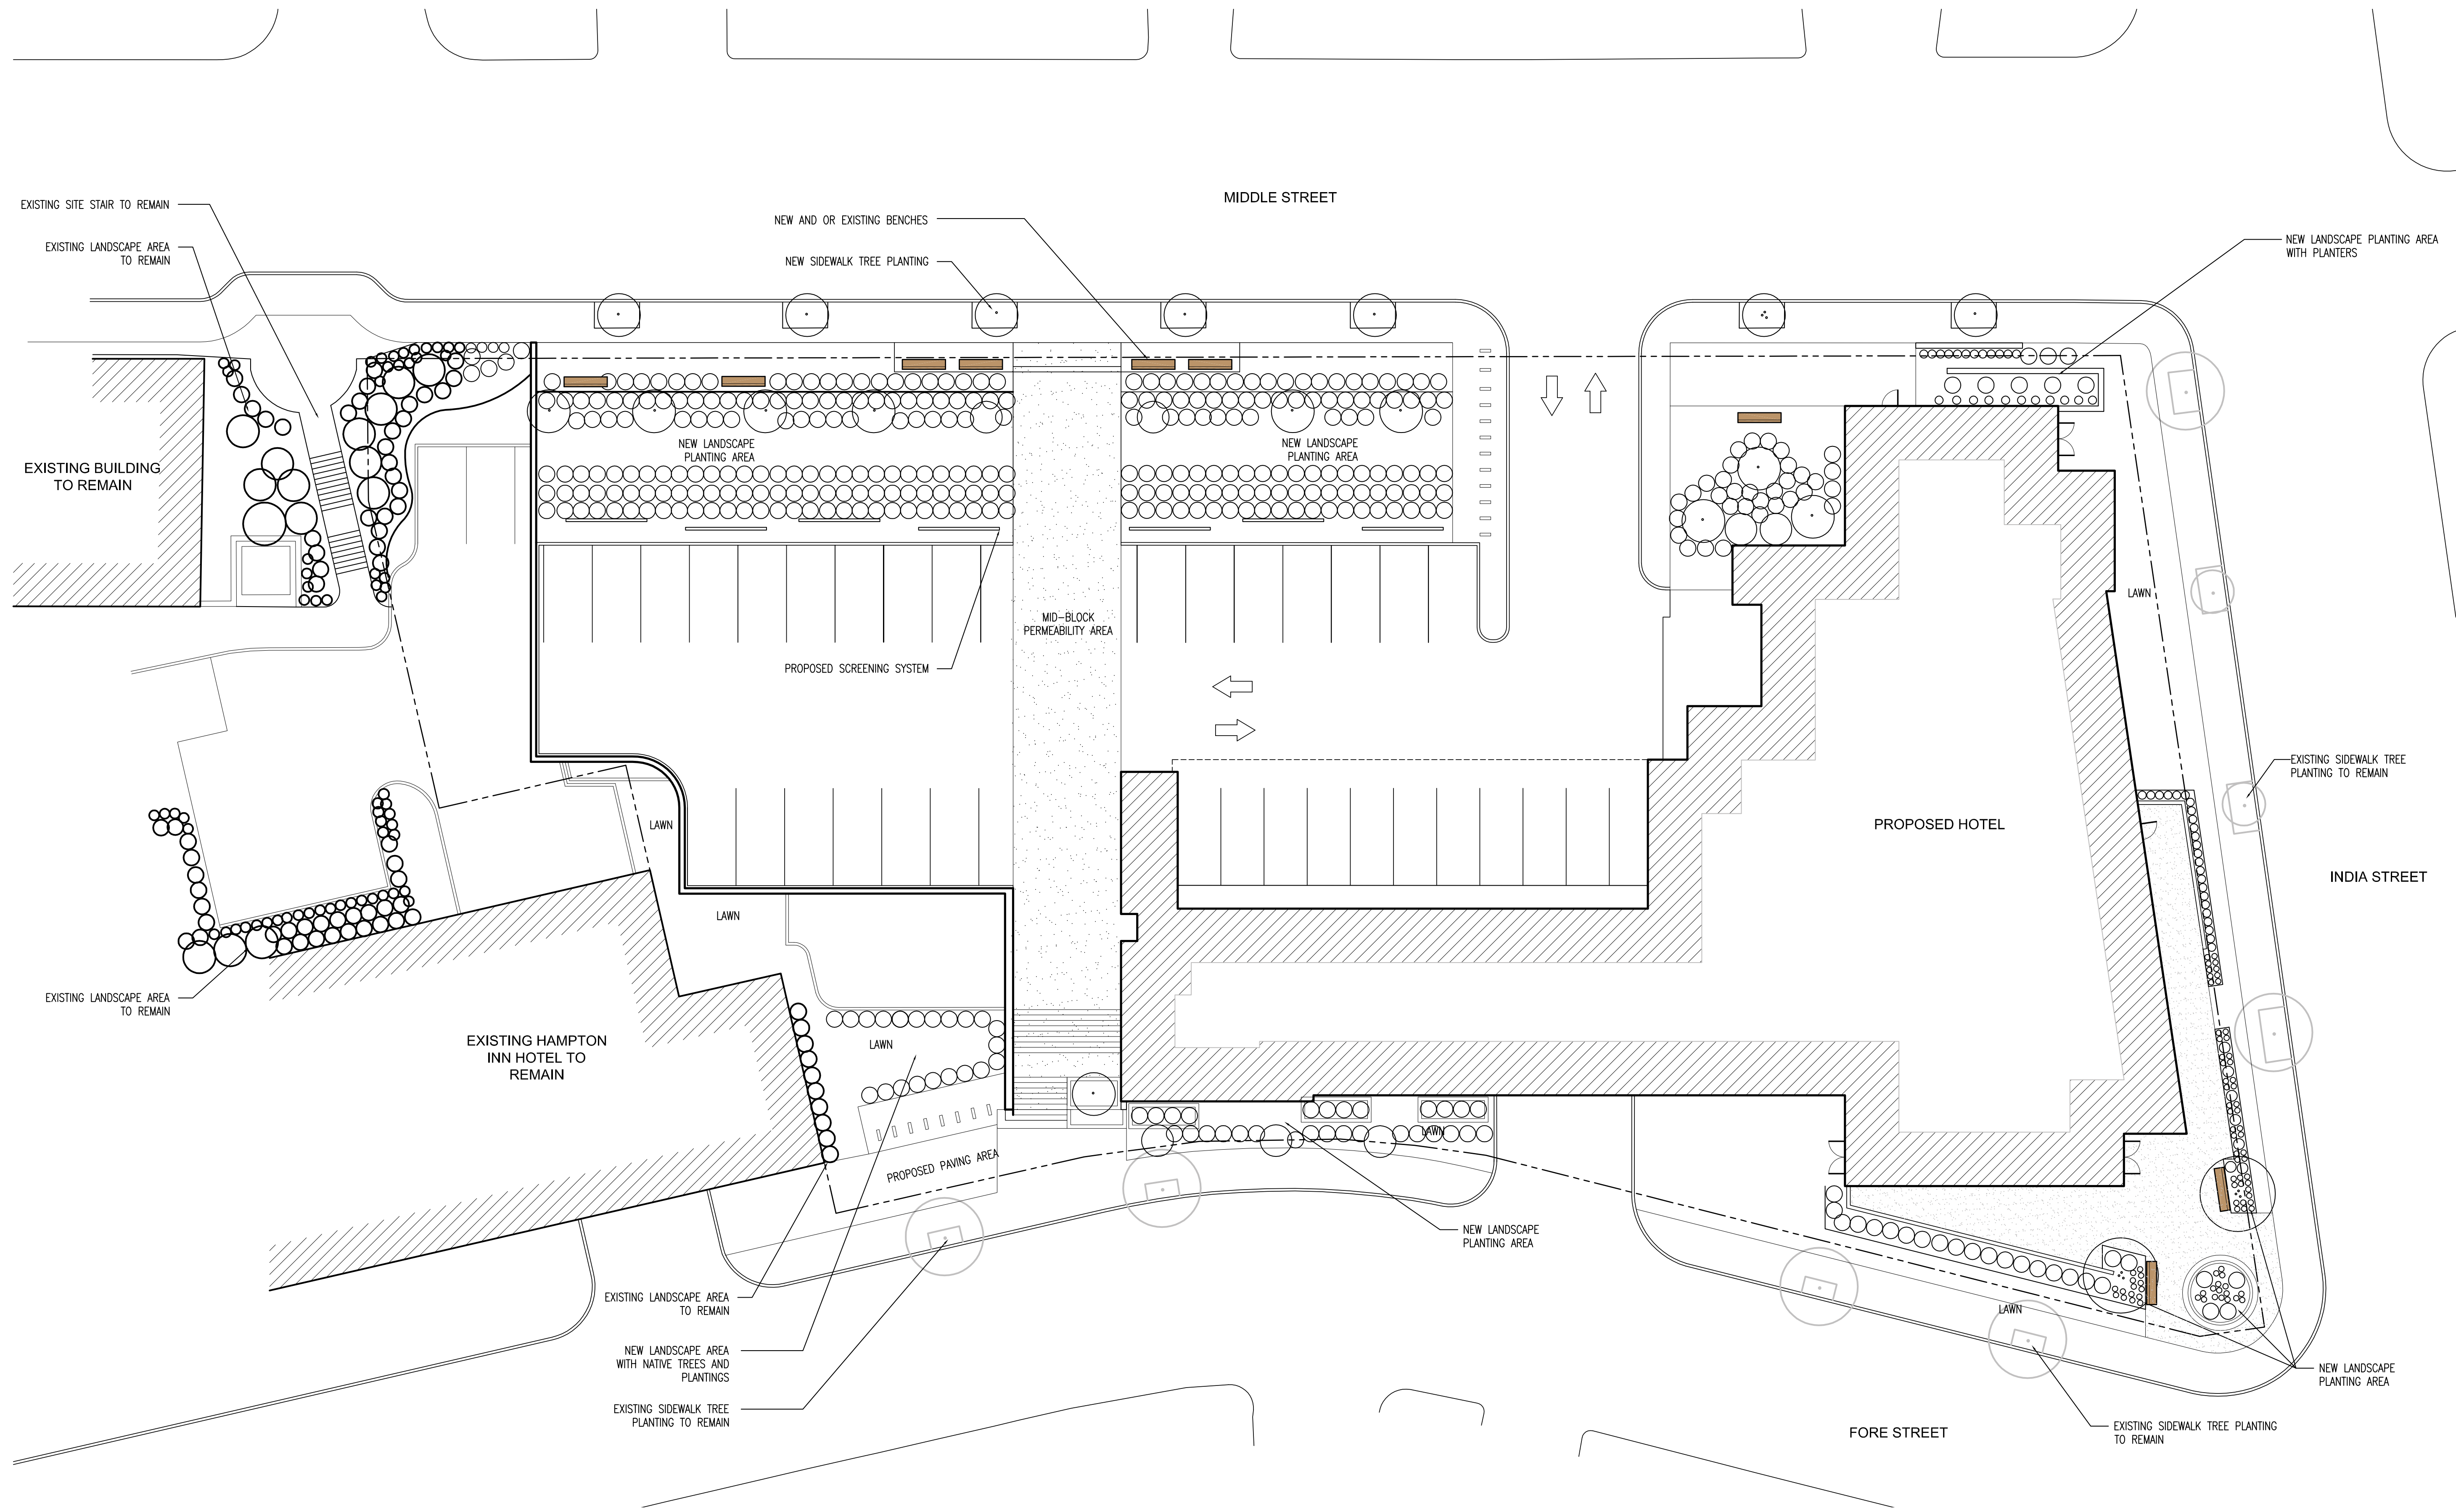 MIDDLE STREET
EXISTING SITE STAIR TO REMAIN
NEW AND OR EXISTING BENCHES
EXISTING LANDSCAPE AREA
TO REMAIN
NEW SIDEWALK TREE PLANTING
NEW LANDSCAPE PLANTING AREA
WITH PLANTERS
NEW LANDSCAPE
PLANTING AREA
NEW LANDSCAPE
PLANTING AREA
EXISTING BUILDING
TO REMAIN
LAWN
MID-BLOCK
PERMEABILITY AREA
PROPOSED SCREENING SYSTEM
EXISTING SIDEWALK TREE
PLANTING TO REMAIN
LAWN
PROPOSED HOTEL
INDIA STREET
LAWN
EXISTING LANDSCAPE AREA
TO REMAIN
EXISTING HAMPTON
INN HOTEL TO
REMAIN
LAWN
LAWN
PROPOSED PAVING AREA
NEW LANDSCAPE
PLANTING AREA
EXISTING LANDSCAPE AREA
TO REMAIN
LAWN
NEW LANDSCAPE AREA
WITH NATIVE TREES AND
PLANTINGS
NEW LANDSCAPE
PLANTING AREA
EXISTING SIDEWALK TREE
PLANTING TO REMAIN
FORE STREET
EXISTING SIDEWALK TREE PLANTING
TO REMAIN